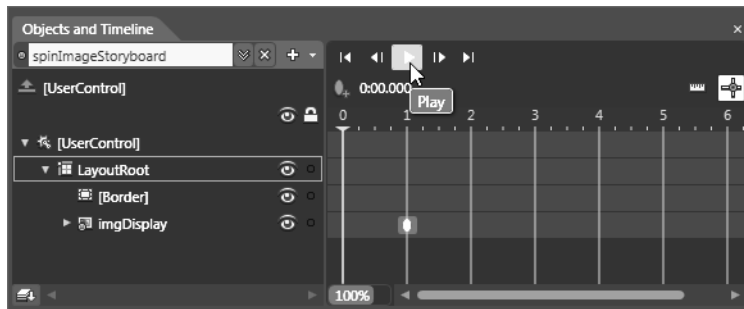 Objects and Timeline
spinImageStoryboard
[UserControl]
0:00.000
Play
0 1 2 3 4 5 6
[UserControl]
LayoutRoot
[Border]
imgDisplay
100%